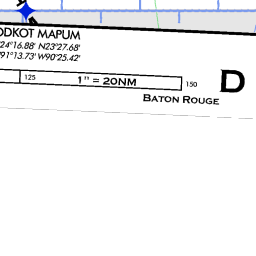 ODKOT MAPUM
24°16.88' N23°27.68'
91°13.73' W90°25.42'
125 1" = 20NM 150 D
BATON ROUGE